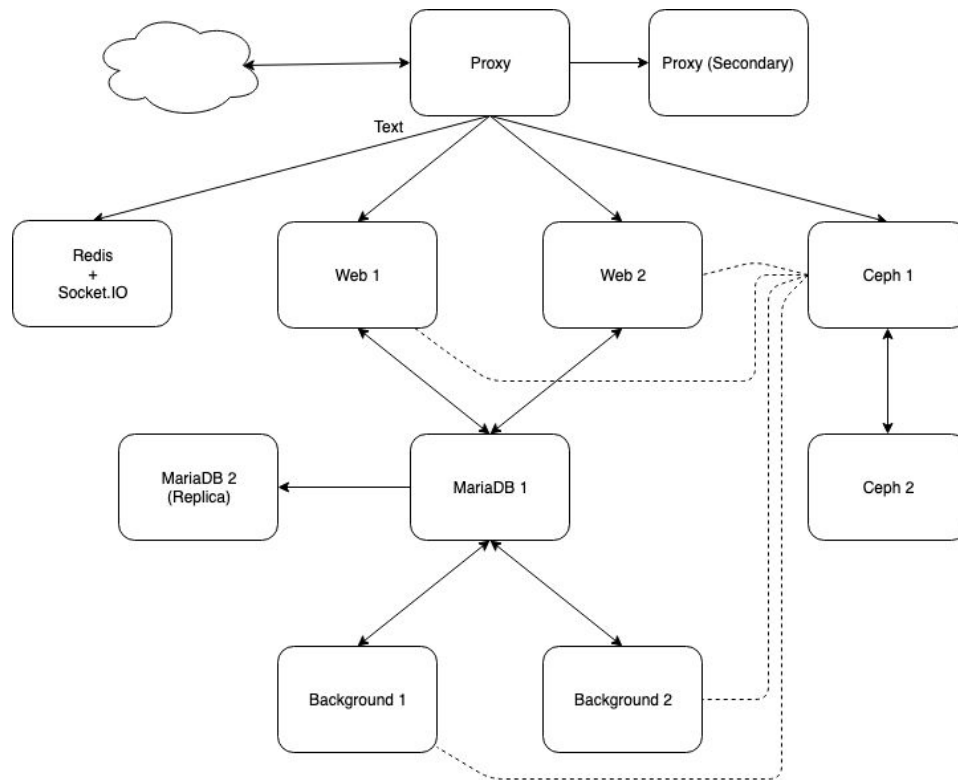 Proxy
Proxy (Secondary)
Text
Redis
+
Socket.IO
Web 1
Web 2
Ceph 1
MariaDB 2
(Replica)
MariaDB 1
Ceph 2
Background 1
Background 2